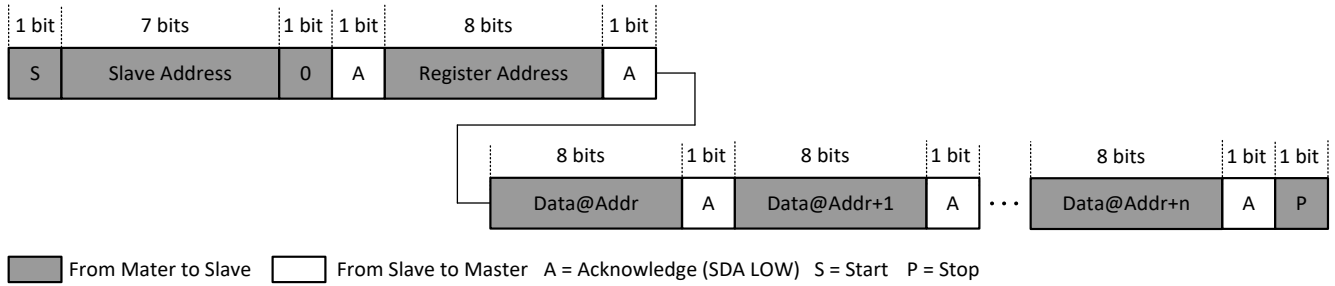 1 bit 7 bits 1 bit 1 bit 8 bits 1 bit
S Slave Address 0 A Register Address A
8 bits 1 bit 8 bits 1 bit 8 bits 1 bit 1 bit
Data@Addr A Data@Addr+1 A ··· Data@Addr+n A P
From Mater to Slave From Slave to Master A = Acknowledge (SDA LOW) S = Start P = Stop